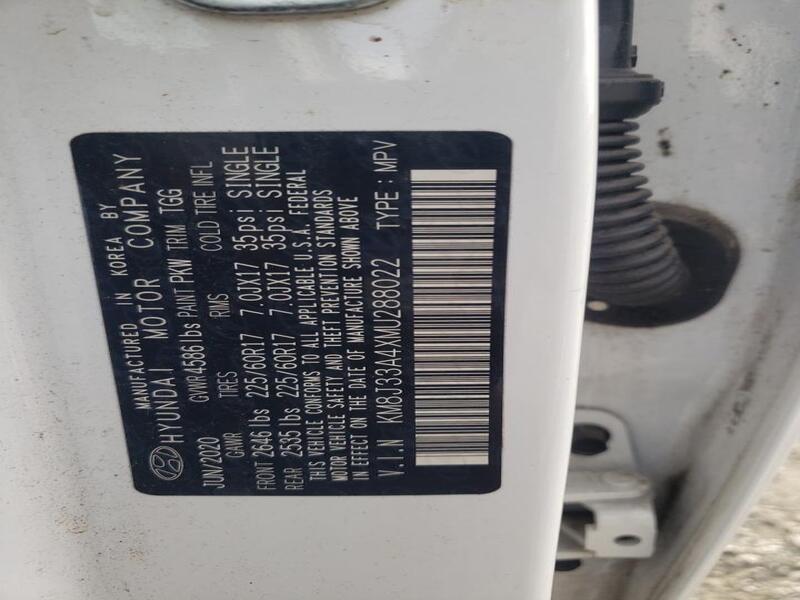 MANUFACTURED IN KOREA BY
HYUNDAI MOTOR COMPANY
JUN/2020 GVWR 4586 lbs PAINT PKW TRIM TGG
GAWR TIRES RMS COLD TIRE INFL
FRONT 2646 lbs 225/60R17 7.0JX17 35psi SINGLE
REAR 2535 lbs 225/60R17 7.0JX17 35psi SINGLE
THIS VEHICLE CONFORMS TO ALL APPLICABLE U.S.A. FEDERAL
MOTOR VEHICLE SAFETY AND THEFT PREVENTION STANDARDS
IN EFFECT ON THE DATE OF MANUFACTURE SHOWN ABOVE
V.I.N KM8J33A4XMU288022 TYPE : MPV